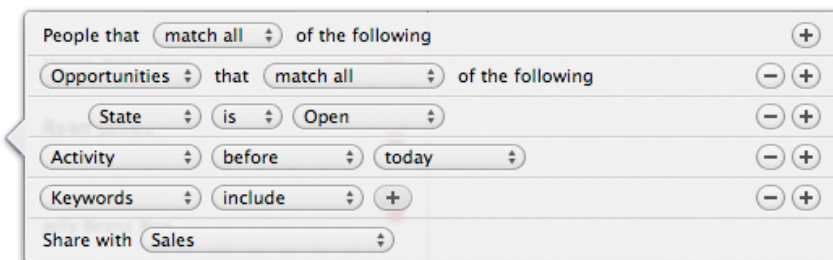 People that match all of the following
Opportunities that match all of the following
State is Open
Activity before today
Keywords include
Share with Sales